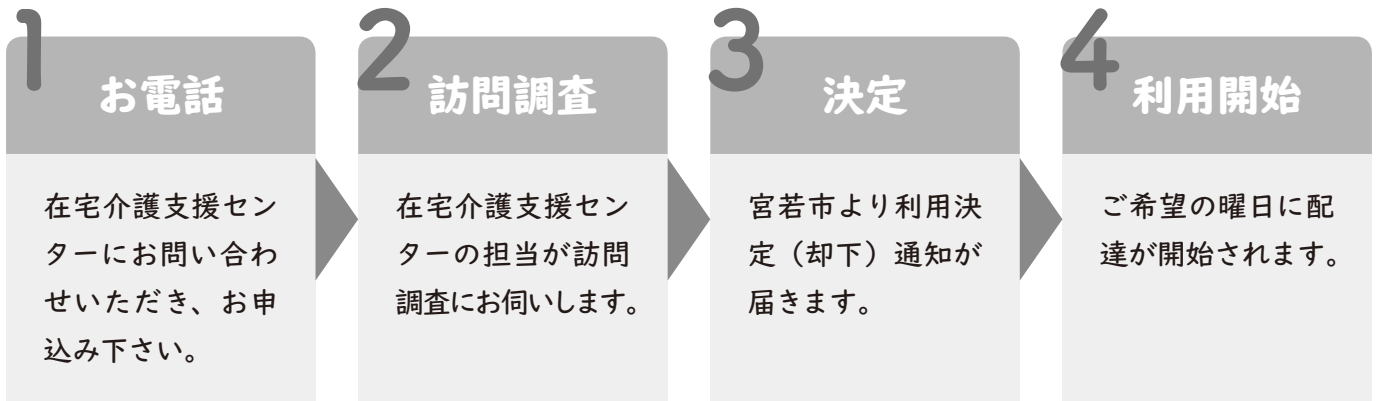 1
お電話
在宅介護支援セン
ターにお問い合わ
せいただき、お申
込み下さい。
2
訪問調査
在宅介護支援セン
ターの担当が訪問
調査にお伺いします。
3
決定
宮若市より利用決
定（却下）通知が
届きます。
4
利用開始
ご希望の曜日に配
達が開始されます。